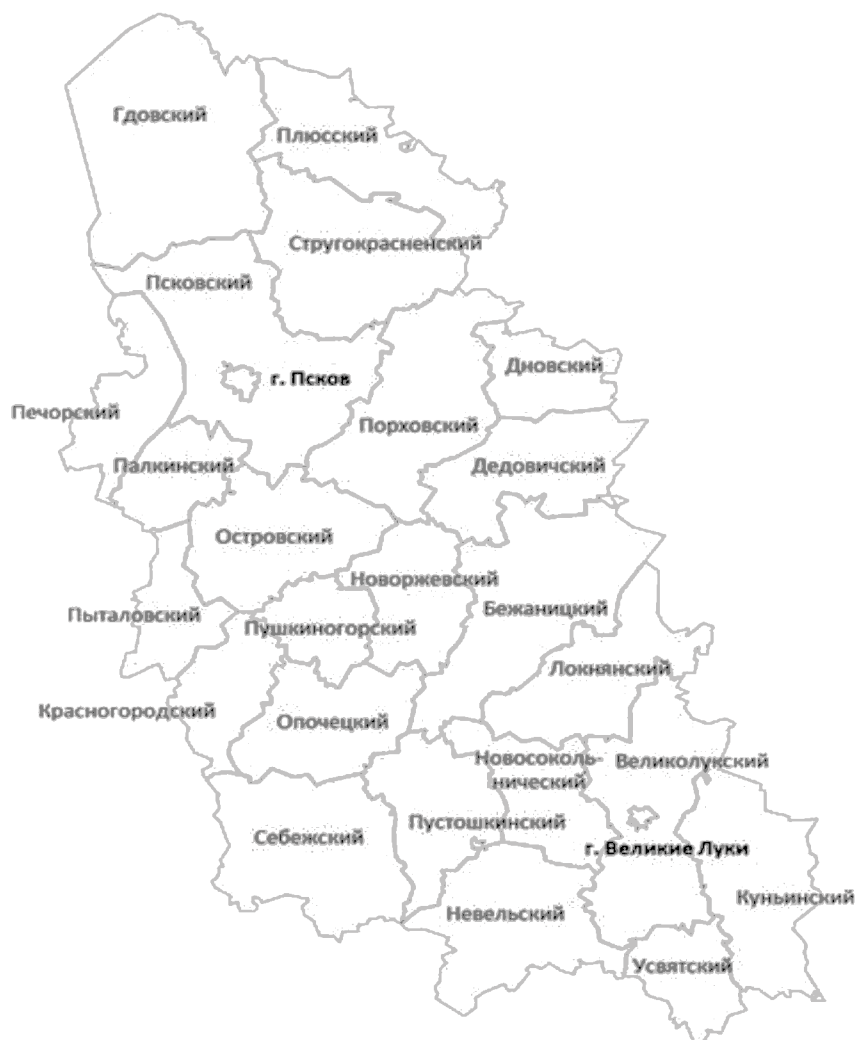 Гдовский
Плюсский
Стругокрасненский
Псковский
Дновский
г. Псков
Печорский
Порховский
Палкинский
Дедовичский
Островский
Новоржевский
Бежаницкий
Пыталовский
Пушкиногорский
Локнянский
Красногородский
Опочецкий
Новосоколь-
нический
Великолукский
Пустошкинский
Себежский
г. Великие Луки
Куньинский
Невельский
Усвятский